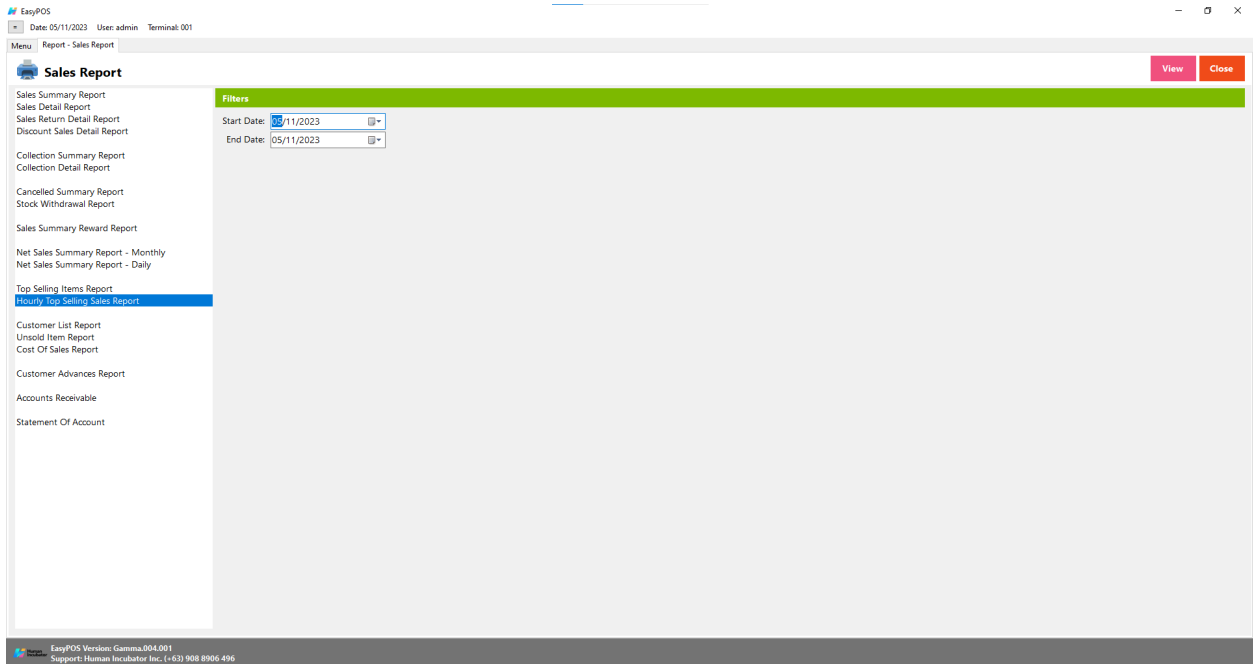 EasyPOS
Date: 05/11/2023 User: admin Terminal: 001
Menu Report - Sales Report
Sales Report
View Close
Sales Summary Report
Sales Detail Report
Sales Return Detail Report
Discount Sales Detail Report
Collection Summary Report
Collection Detail Report
Cancelled Summary Report
Stock Withdrawal Report
Sales Summary Reward Report
Net Sales Summary Report - Monthly
Net Sales Summary Report - Daily
Top Selling Items Report
Hourly Top Selling Sales Report
Customer List Report
Unsold Item Report
Cost Of Sales Report
Customer Advances Report
Accounts Receivable
Statement Of Account
Filters
Start Date: 05/11/2023
End Date: 05/11/2023
Human
Incubator
EasyPOS Version: Gamma.004.001
Support: Human Incubator Inc. (+63) 908 8906 496